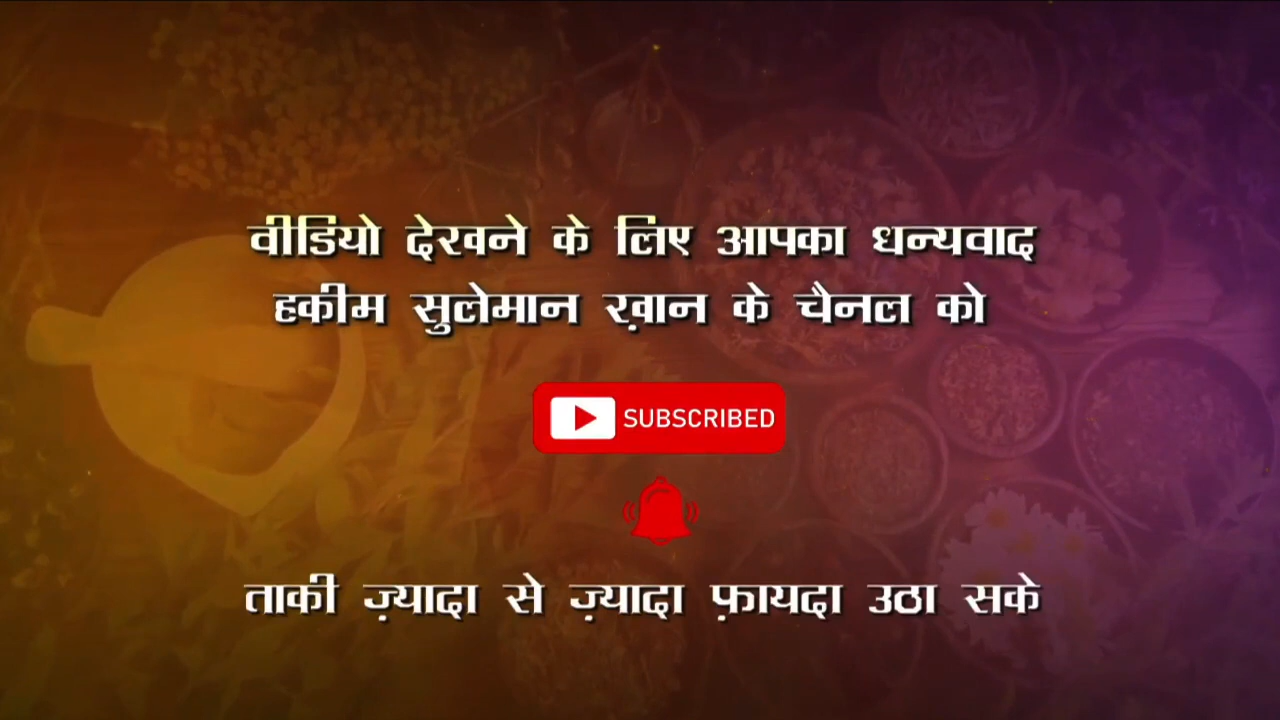 वीडियो देखने के लिए आपका धन्यवाद
हकीम सुलेमान ख़ान के चैनल को
SUBSCRIBED
ताकी ज़्यादा से ज़्यादा फ़ायदा उठा सके